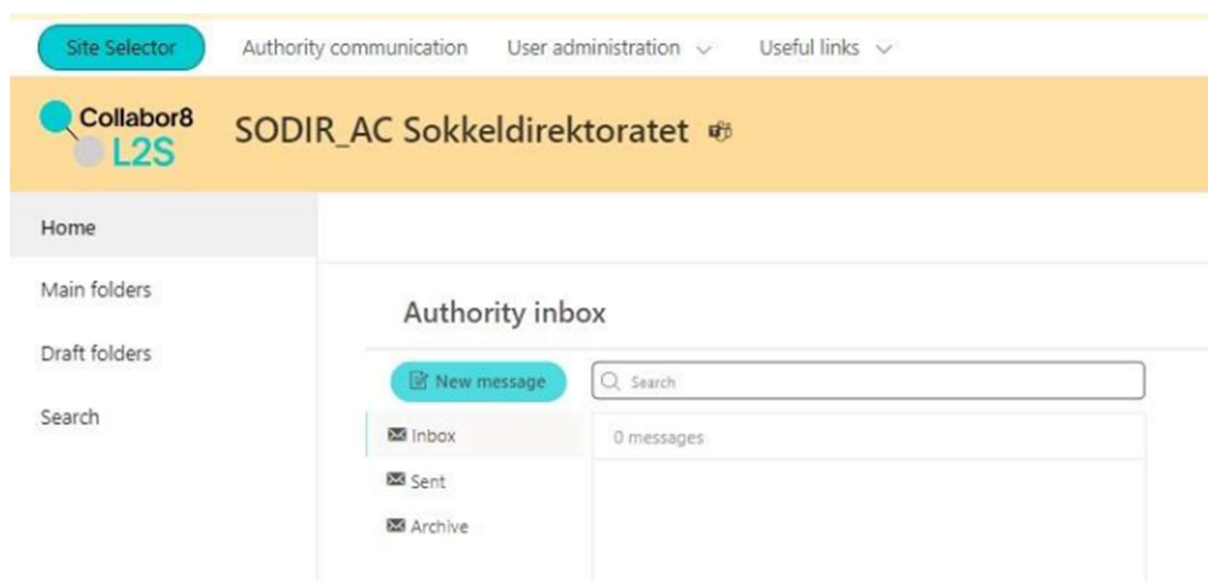 Site Selector Authority communication User administration Useful links
Collabor8
L2S
SODIR_AC Sokkeldirektoratet
Home
Main folders
Draft folders
Search
Authority inbox
New message Search
Inbox 0 messages
Sent
Archive